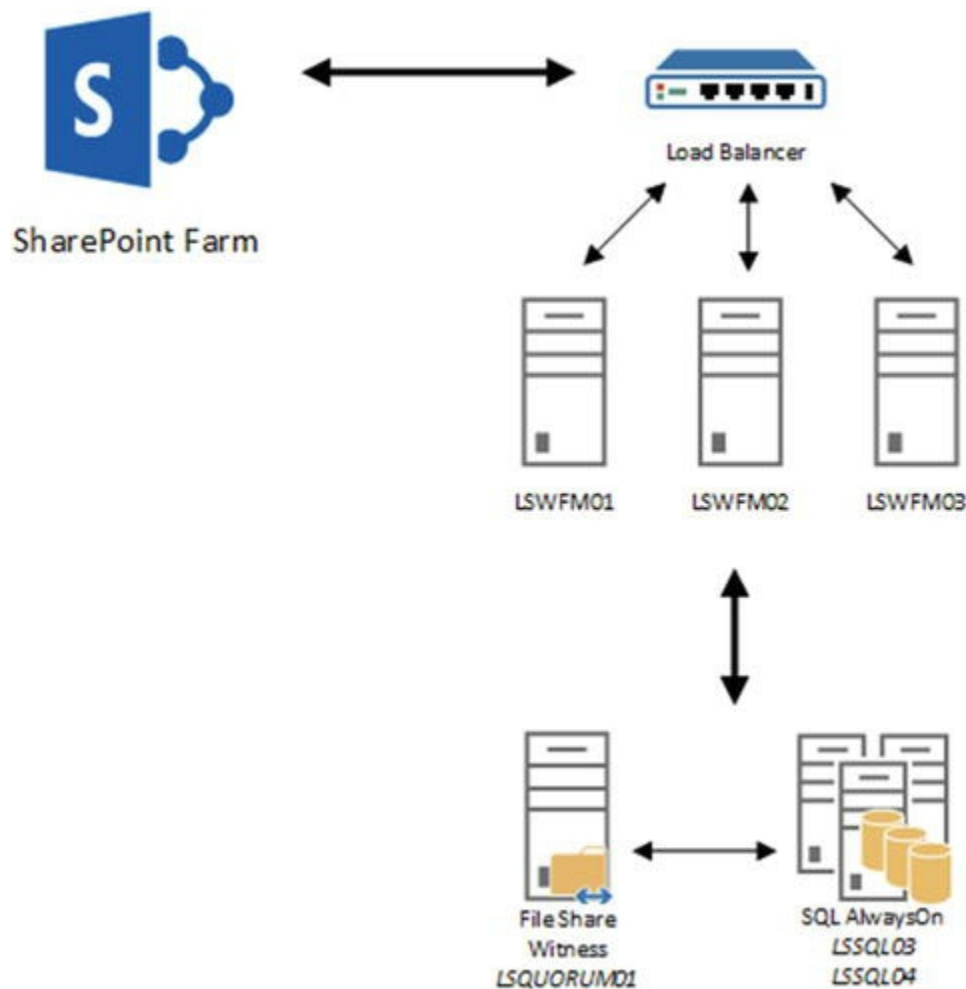 S
SharePoint Farm
Load Balancer
LSWFM01
LSWFM02
LSWFM03
File Share
Witness
LSQUORUM01
SQL AlwaysOn
LSSQL03
LSSQL04